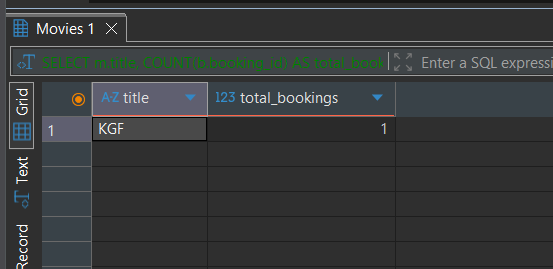 Movies 1
SELECT m.title, COUNT(b.booking_id) AS total_book
Enter a SQL expressi
Grid
Text
Record
A-Z title
123 total_bookings
1
KGF
1